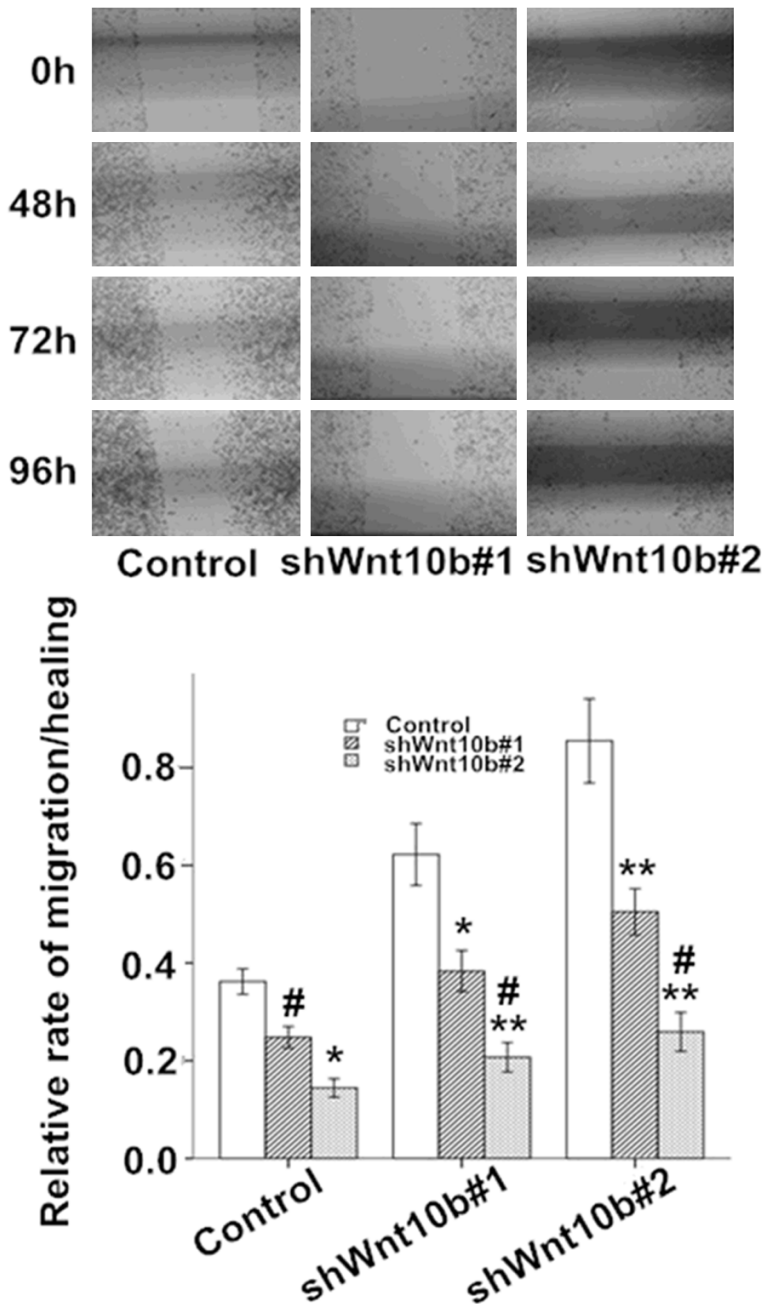 0h
48h
72h
96h
Control shWnt10b#1 shWnt10b#2
Relative rate of migration/healing
Control
shWnt10b#1
shWnt10b#2
0.8
0.6
0.4
0.2
0.0
#
*
*
#
**
**
#
**
Control
shWnt10b#1
shWnt10b#2